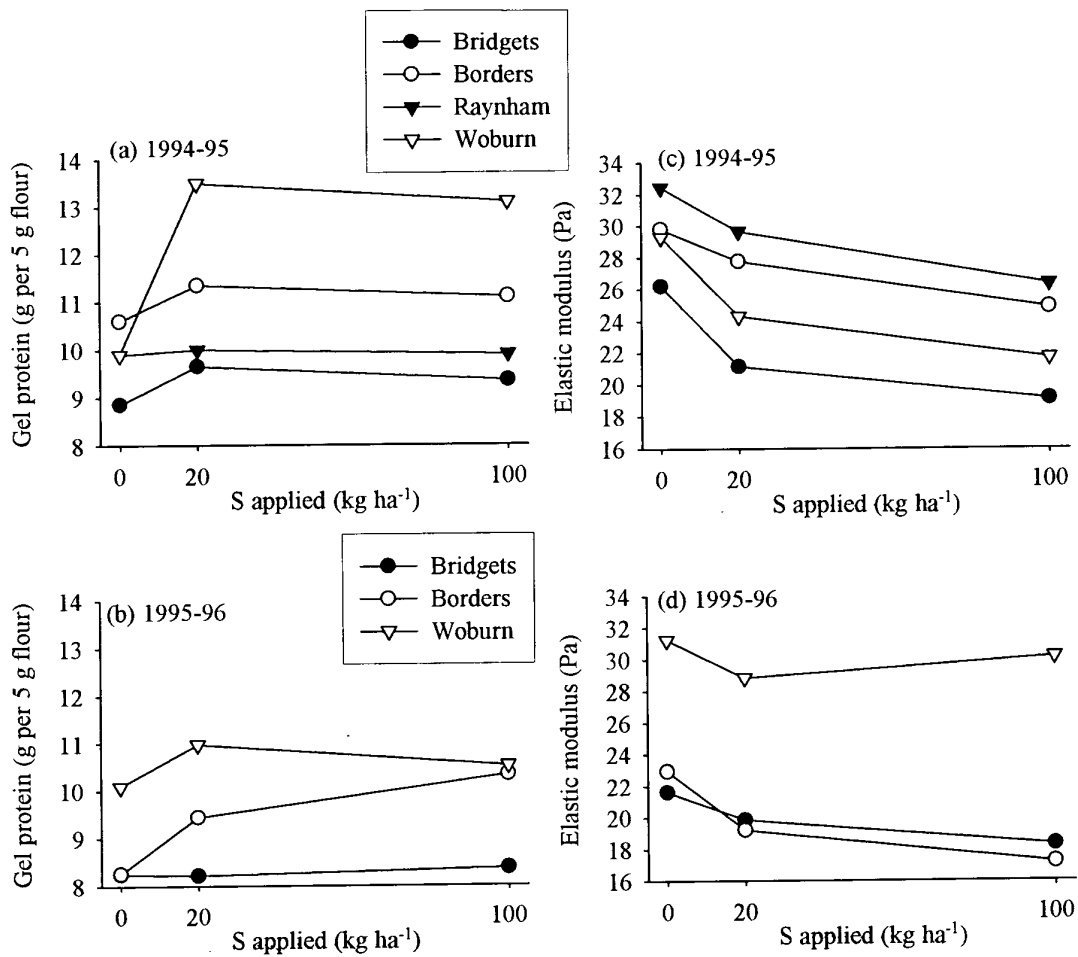 Bridgets
Borders
Raynham
Woburn
(a) 1994-95
Gel protein (g per 5 g flour)
14
13
12
11
10
9
8
0
20
100
S applied (kg ha⁻¹)
(c) 1994-95
Elastic modulus (Pa)
34
32
30
28
26
24
22
20
18
16
0
20
100
S applied (kg ha⁻¹)
Bridgets
Borders
Woburn
(b) 1995-96
Gel protein (g per 5 g flour)
14
13
12
11
10
9
8
0
20
100
S applied (kg ha⁻¹)
(d) 1995-96
Elastic modulus (Pa)
34
32
30
28
26
24
22
20
18
16
0
20
100
S applied (kg ha⁻¹)